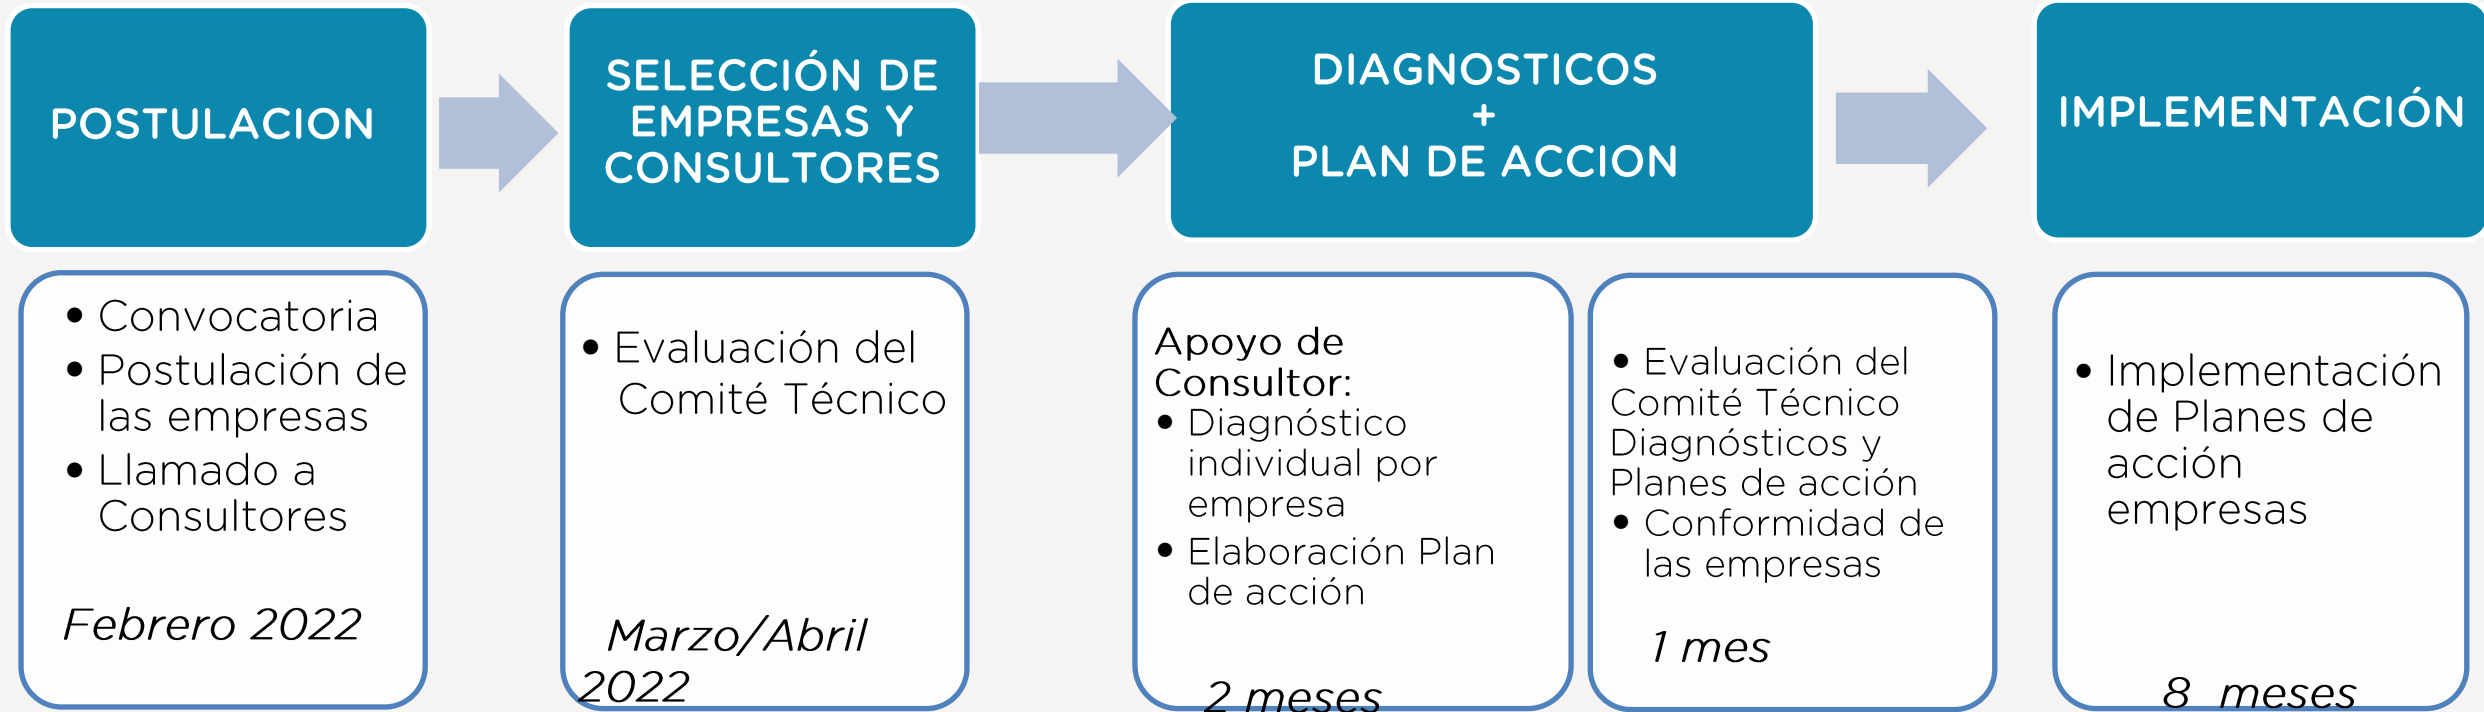 POSTULACION
SELECCIÓN DE
EMPRESAS Y
CONSULTORES
DIAGNOSTICOS
+
PLAN DE ACCION
IMPLEMENTACIÓN
• Convocatoria
• Postulación de
las empresas
• Llamado a
Consultores
Febrero 2022
• Evaluación del
Comité Técnico
Marzo/Abril
2022
Apoyo de
Consultor:
• Diagnóstico
individual por
empresa
• Elaboración Plan
de acción
2 meses
• Evaluación del
Comité Técnico
Diagnósticos y
Planes de acción
• Conformidad de
las empresas
1 mes
• Implementación
de Planes de
acción
empresas
8 meses